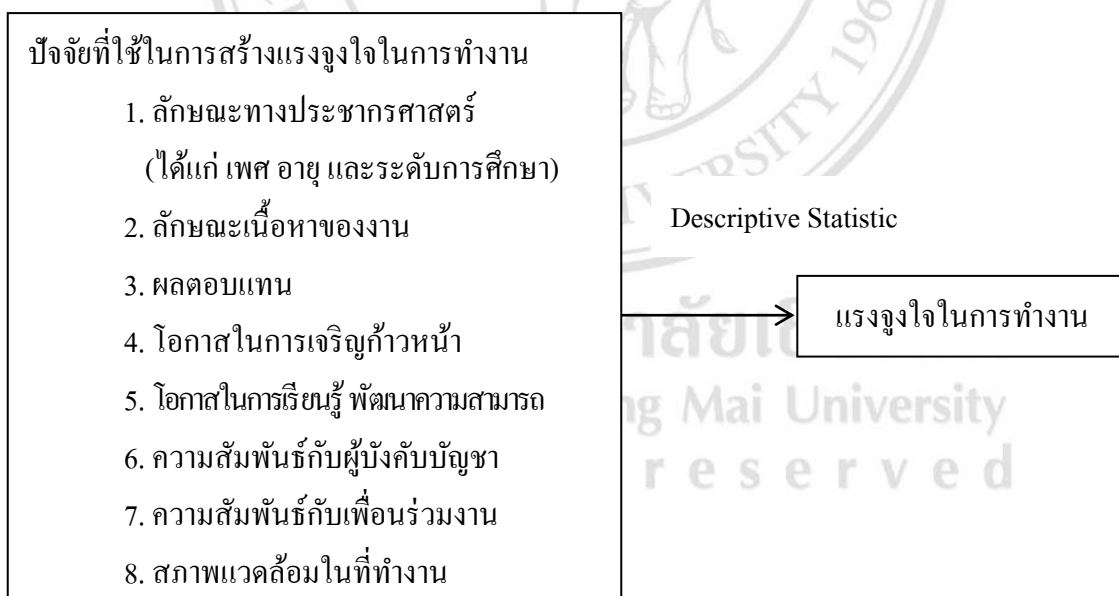 ปัจจัยที่ใช้ในการสร้างแรงจูงใจในการทำงาน
1. ลักษณะทางประชากรศาสตร์
(ได้แก่ เพศ อายุ และระดับการศึกษา)
2. ลักษณะเนื้อหาของงาน
3. ผลตอบแทน
4. โอกาสในการเจริญก้าวหน้า
5. โอกาสในการเรียนรู้ พัฒนาความสามารถ
6. ความสัมพันธ์กับผู้บังคับบัญชา
7. ความสัมพันธ์กับเพื่อนร่วมงาน
8. สภาพแวดล้อมในที่ทำงาน
Descriptive Statistic
แรงจูงใจในการทำงาน
Mai University
reserved